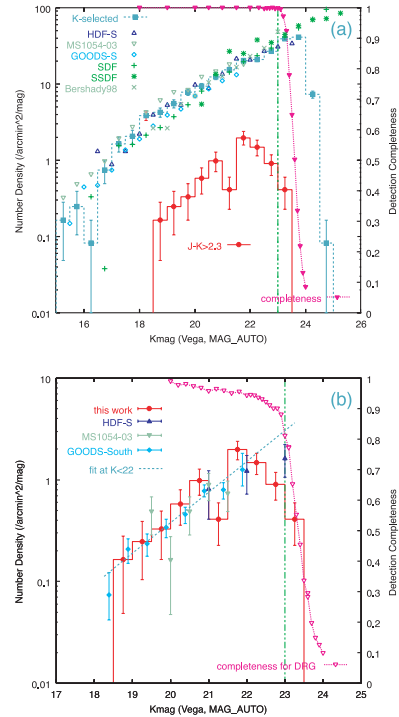 (a)
K-selected
HDF-S
MS1054-03
GOODS-S
SDF
SSDF
Bershady98
J-K>2.3
completeness
100
10
1
0.1
0.01
Number Density (/arcmin^2/mag)
1
0,9
0,8
0,7
0,6
0,5
0,4
0,3
0,2
0,1
0
Detection Completeness
16 18 20 22 24 26
Kmag (Vega, MAG_AUTO)
(b)
this work
HDF-S
MS1054-03
GOODS-South
fit at K<22
completeness for DRG
10
1
0.1
0.01
Number Density (/arcmin^2/mag)
1
0,9
0,8
0,7
0,6
0,5
0,4
0,3
0,2
0,1
0
Detection Completeness
17 18 19 20 21 22 23 24 25
Kmag (Vega, MAG_AUTO)